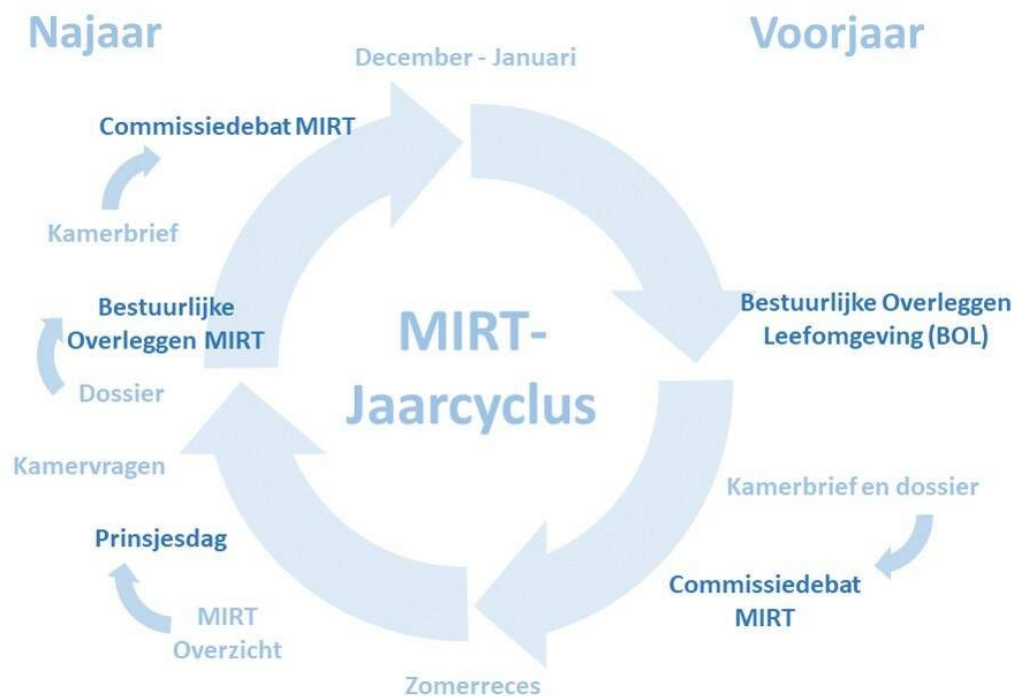 Najaar
Voorjaar
December - Januari
Commissiedebat MIRT
Kamerbrief
Bestuurlijke
Overleggen MIRT
Dossier
Kamervragen
Prinsjesdag
MIRT
Overzicht
MIRT-
Jaarcyclus
Bestuurlijke Overleggen
Leefomgeving (BOL)
Kamerbrief en dossier
Commissiedebat
MIRT
Zomerreces